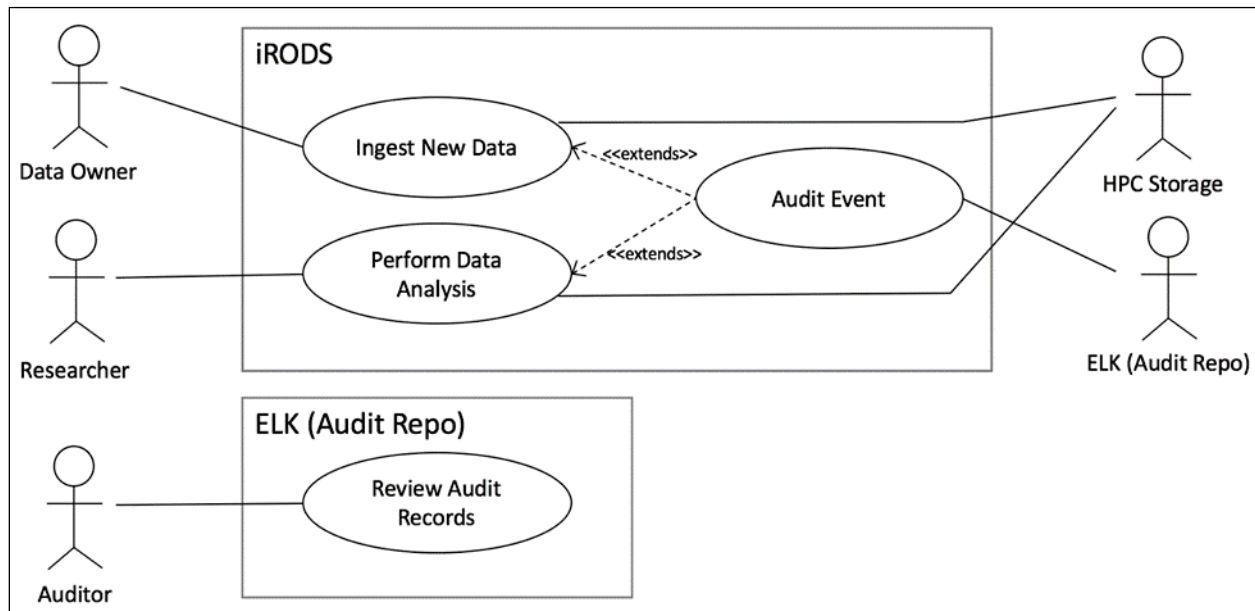 iRODS
Data Owner
Ingest New Data
<<extends>>
Audit Event
HPC Storage
Researcher
Perform Data
Analysis
<<extends>>
ELK (Audit Repo)
ELK (Audit Repo)
Review Audit
Records
Auditor